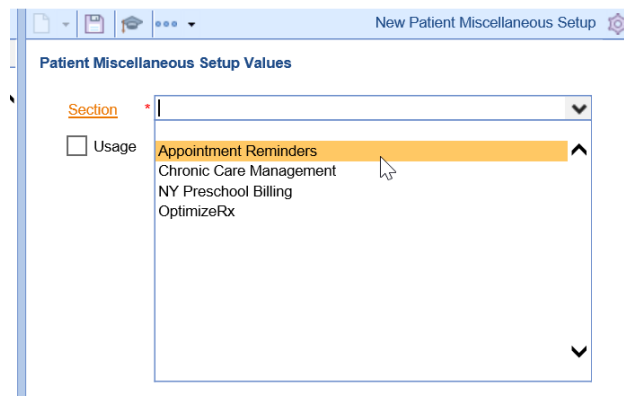 New Patient Miscellaneous Setup
Patient Miscellaneous Setup Values
Section *
Usage
Appointment Reminders
Chronic Care Management
NY Preschool Billing
OptimizeRx